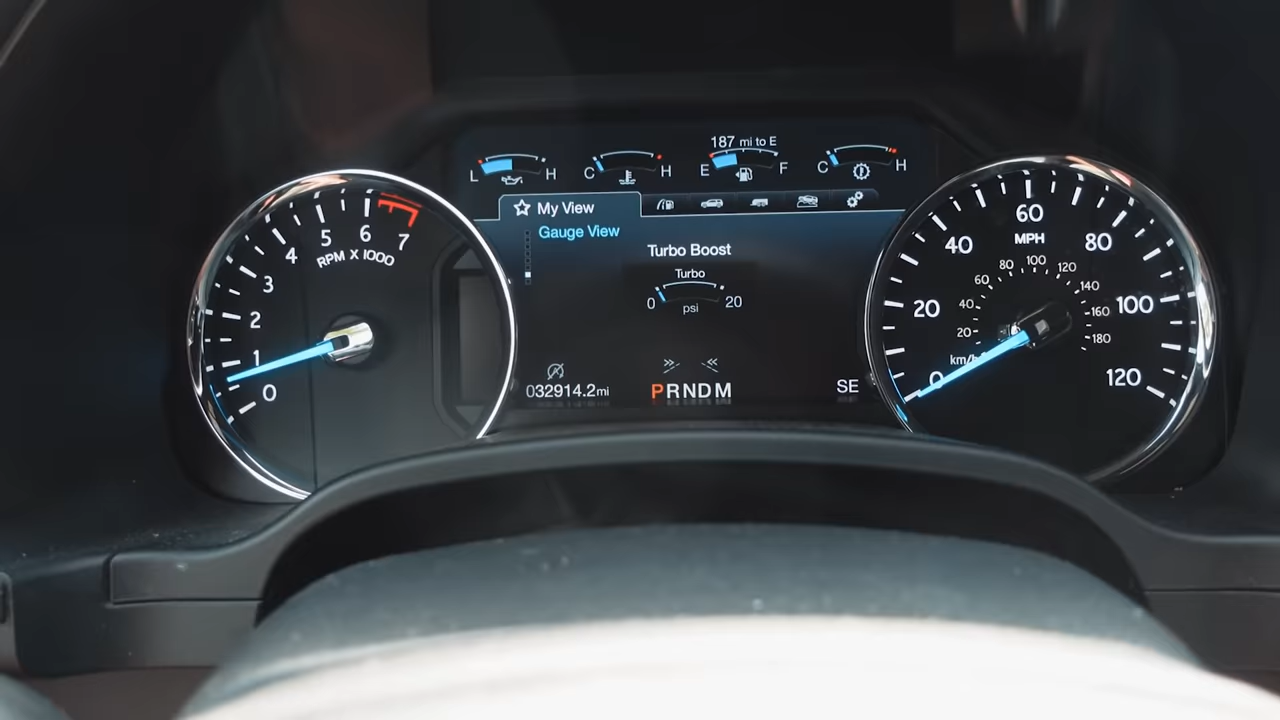 187 mi to E
L H C H E F C H
My View
Gauge View
Turbo Boost
Turbo
0 20
psi
032914.2mi
PRNDM
SE
0 1 2 3 4 5 6 7
RPM X 1000
0 20 40 60 80 100 120
MPH
20 40 60 80 100 120 140 160 180
km/h